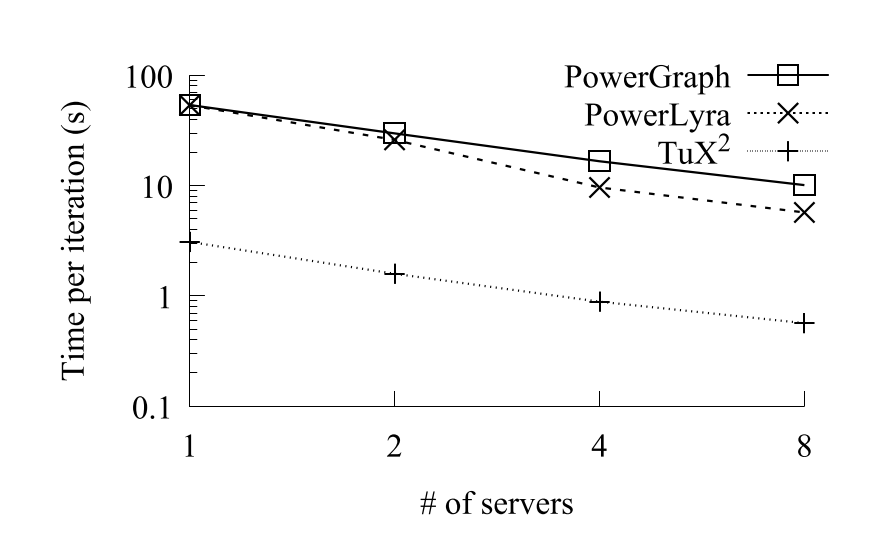 100
10
1
0.1
Time per iteration (s)
PowerGraph
PowerLyra
TuX²
1 2 4 8
# of servers